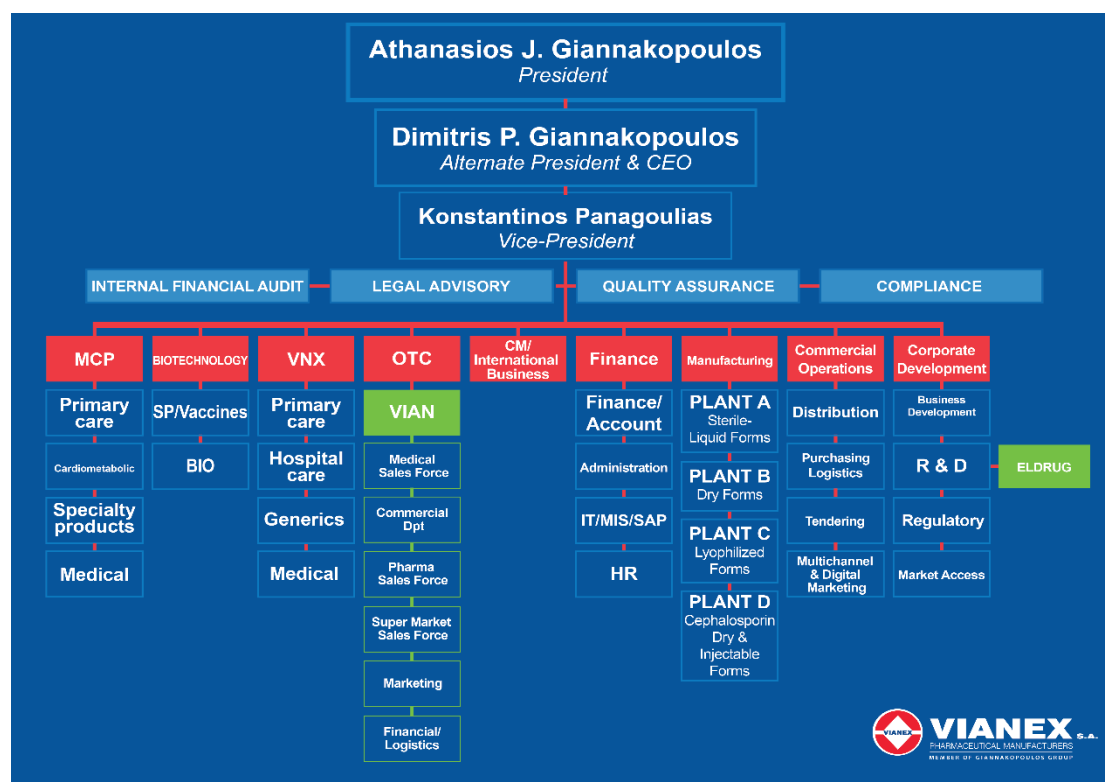 Athanasios J. Giannakopoulos
President
Dimitris P. Giannakopoulos
Alternate President & CEO
Konstantinos Panagoulias
Vice-President
INTERNAL FINANCIAL AUDIT
LEGAL ADVISORY
QUALITY ASSURANCE
COMPLIANCE
MCP
Primary
care
Cardiometabolic
Specialty
products
Medical
BIOTECHNOLOGY
SP/Vaccines
BIO
VNX
Primary
care
Hospital
care
Generics
Medical
OTC
VIAN
Medical
Sales Force
Commercial
Dpt
Pharma
Sales Force
Super Market
Sales Force
Marketing
Financial/
Logistics
CM/
International
Business
Finance
Finance/
Account
Administration
IT/MIS/SAP
HR
Manufacturing
PLANT A
Sterile-
Liquid Forms
PLANT B
Dry Forms
PLANT C
Lyophilized
Forms
PLANT D
Cephalosporin
Dry &
Injectable
Forms
Commercial
Operations
Distribution
Purchasing
Logistics
Tendering
Multichannel
& Digital
Marketing
Corporate
Development
Business
Development
R & D
ELDRUG
Regulatory
Market Access
VIANEX
VIANEX S.A.
PHARMACEUTICAL MANUFACTURERS
MEMBER OF GIANNAKOPOULOS GROUP